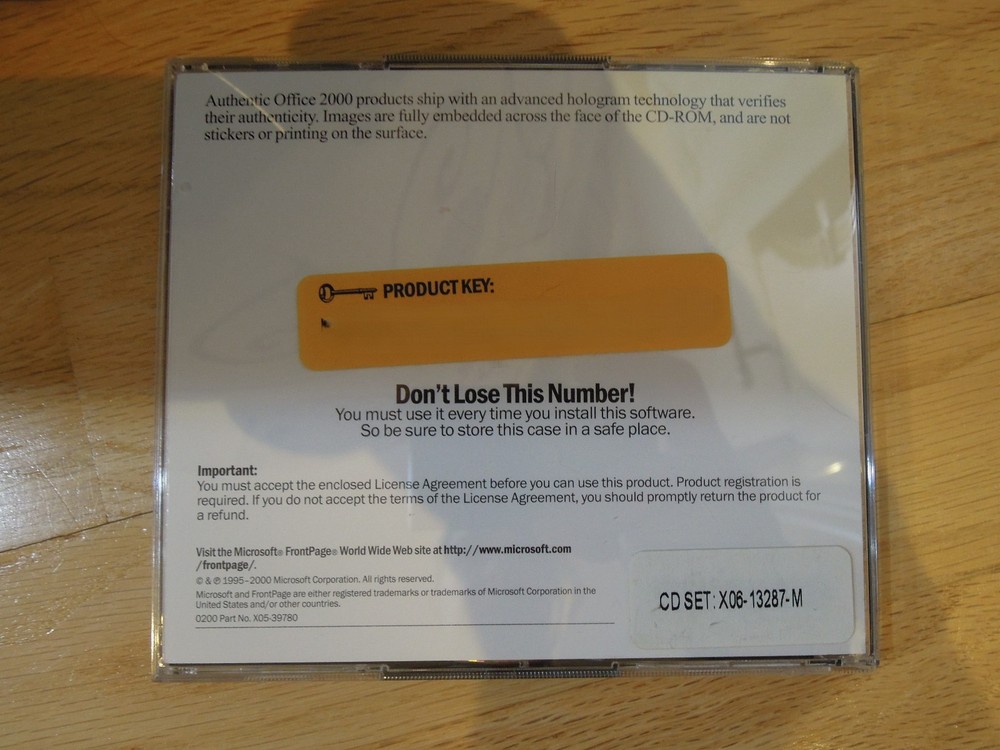 Authentic Office 2000 products ship with an advanced hologram technology that verifies
their authenticity. Images are fully embedded across the face of the CD-ROM, and are not
stickers or printing on the surface.
PRODUCT KEY:
Don't Lose This Number!
You must use it every time you install this software.
So be sure to store this case in a safe place.
Important:
You must accept the enclosed License Agreement before you can use this product. Product registration is
required. If you do not accept the terms of the License Agreement, you should promptly return the product for
a refund.
Visit the Microsoft® FrontPage® World Wide Web site at http://www.microsoft.com
/frontpage/.
© & ℗ 1995–2000 Microsoft Corporation. All rights reserved.
Microsoft and FrontPage are either registered trademarks or trademarks of Microsoft Corporation in the
United States and/or other countries.
0200 Part No. X05-39780
CD SET: X06-13287-M